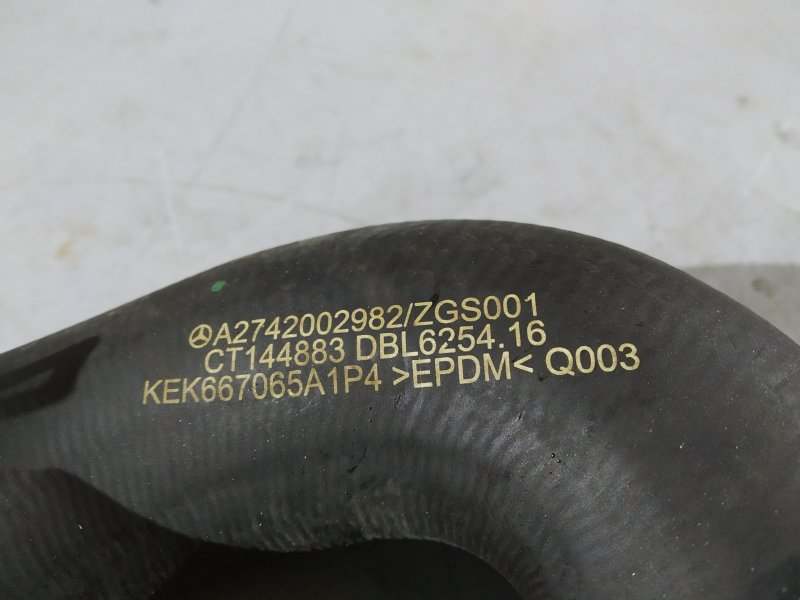 A2742002982/ZGS001
CT144883 DBL6254.16
KEK667065A1P4 >EPDM< Q003